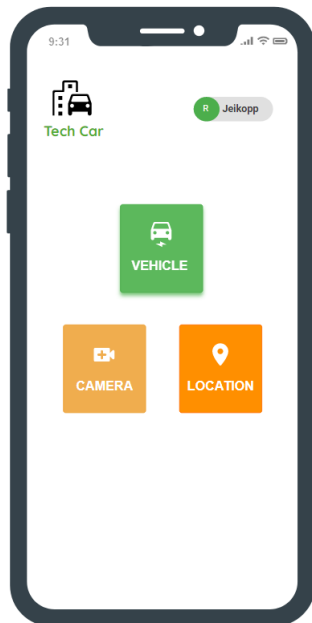 9:31
Tech Car
R Jeikopp
VEHICLE
CAMERA
LOCATION